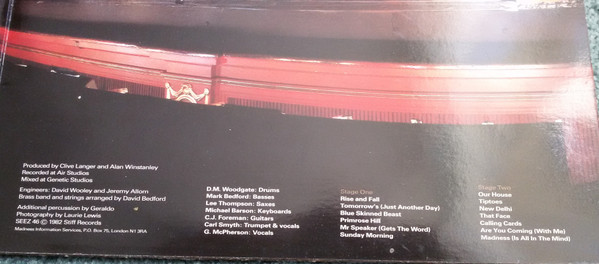 Produced by Clive Langer and Alan Winstanley
Recorded at Air Studios
Mixed at Genetic Studios
Engineers: David Wooley and Jeremy Allom
Brass band and strings arranged by David Bedford
Additional percussion by Geraldo
Photography by Laurie Lewis
SEEZ 46 © 1982 Stiff Records
Madness Information Services, P.O. Box 75, London N1 3RA
D.M. Woodgate: Drums
Mark Bedford: Basses
Lee Thompson: Saxes
Michael Barson: Keyboards
C.J. Foreman: Guitars
Carl Smyth: Trumpet & vocals
G. McPherson: Vocals
Stage One
Rise and Fall
Tomorrow's (Just Another Day)
Blue Skinned Beast
Primrose Hill
Mr Speaker (Gets The Word)
Sunday Morning
Stage Two
Our House
Tiptoes
New Delhi
That Face
Calling Cards
Are You Coming (With Me)
Madness (Is All In The Mind)